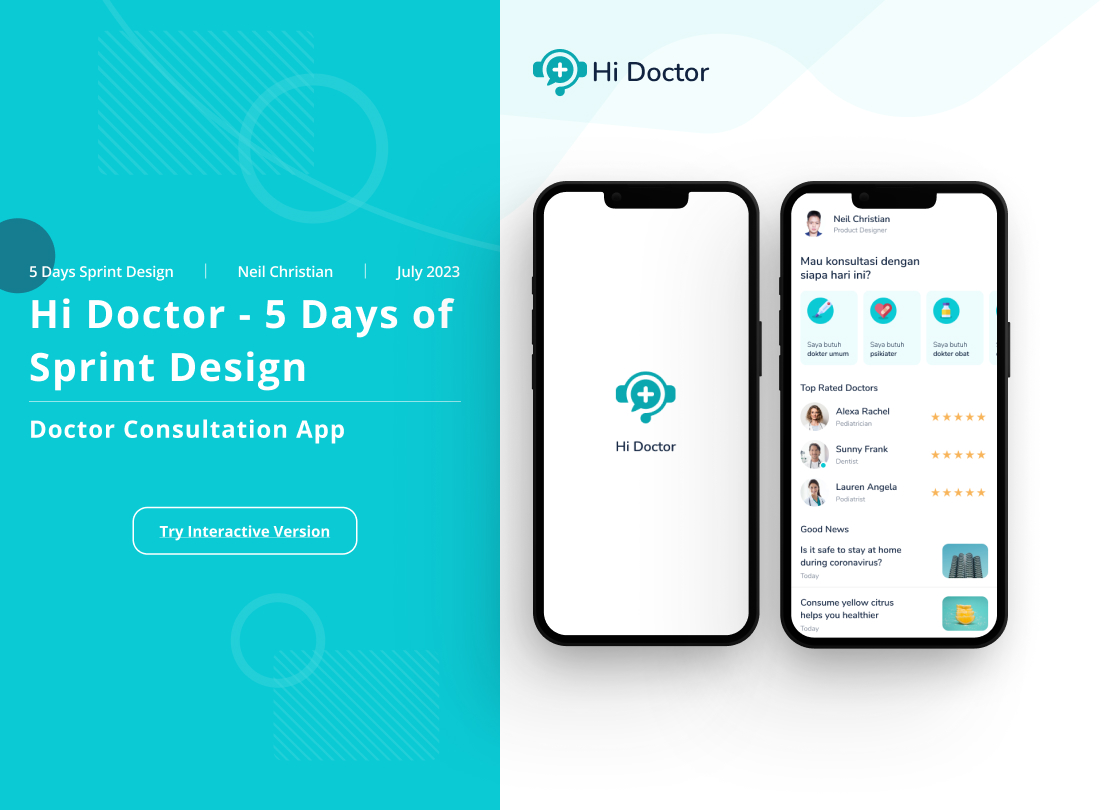 5 Days Sprint Design
Neil Christian
July 2023
Hi Doctor - 5 Days of
Sprint Design
Doctor Consultation App
Try Interactive Version
Hi Doctor
Hi Doctor
Neil Christian
Product Designer
Mau konsultasi dengan
siapa hari ini?
Saya butuh
dokter umum
Saya butuh
psikiater
Saya butuh
dokter obat
Top Rated Doctors
Alexa Rachel
Pediatrician
Sunny Frank
Dentist
Lauren Angela
Podiatrist
Good News
Is it safe to stay at home
during coronavirus?
Today
Consume yellow citrus
helps you healthier
Today